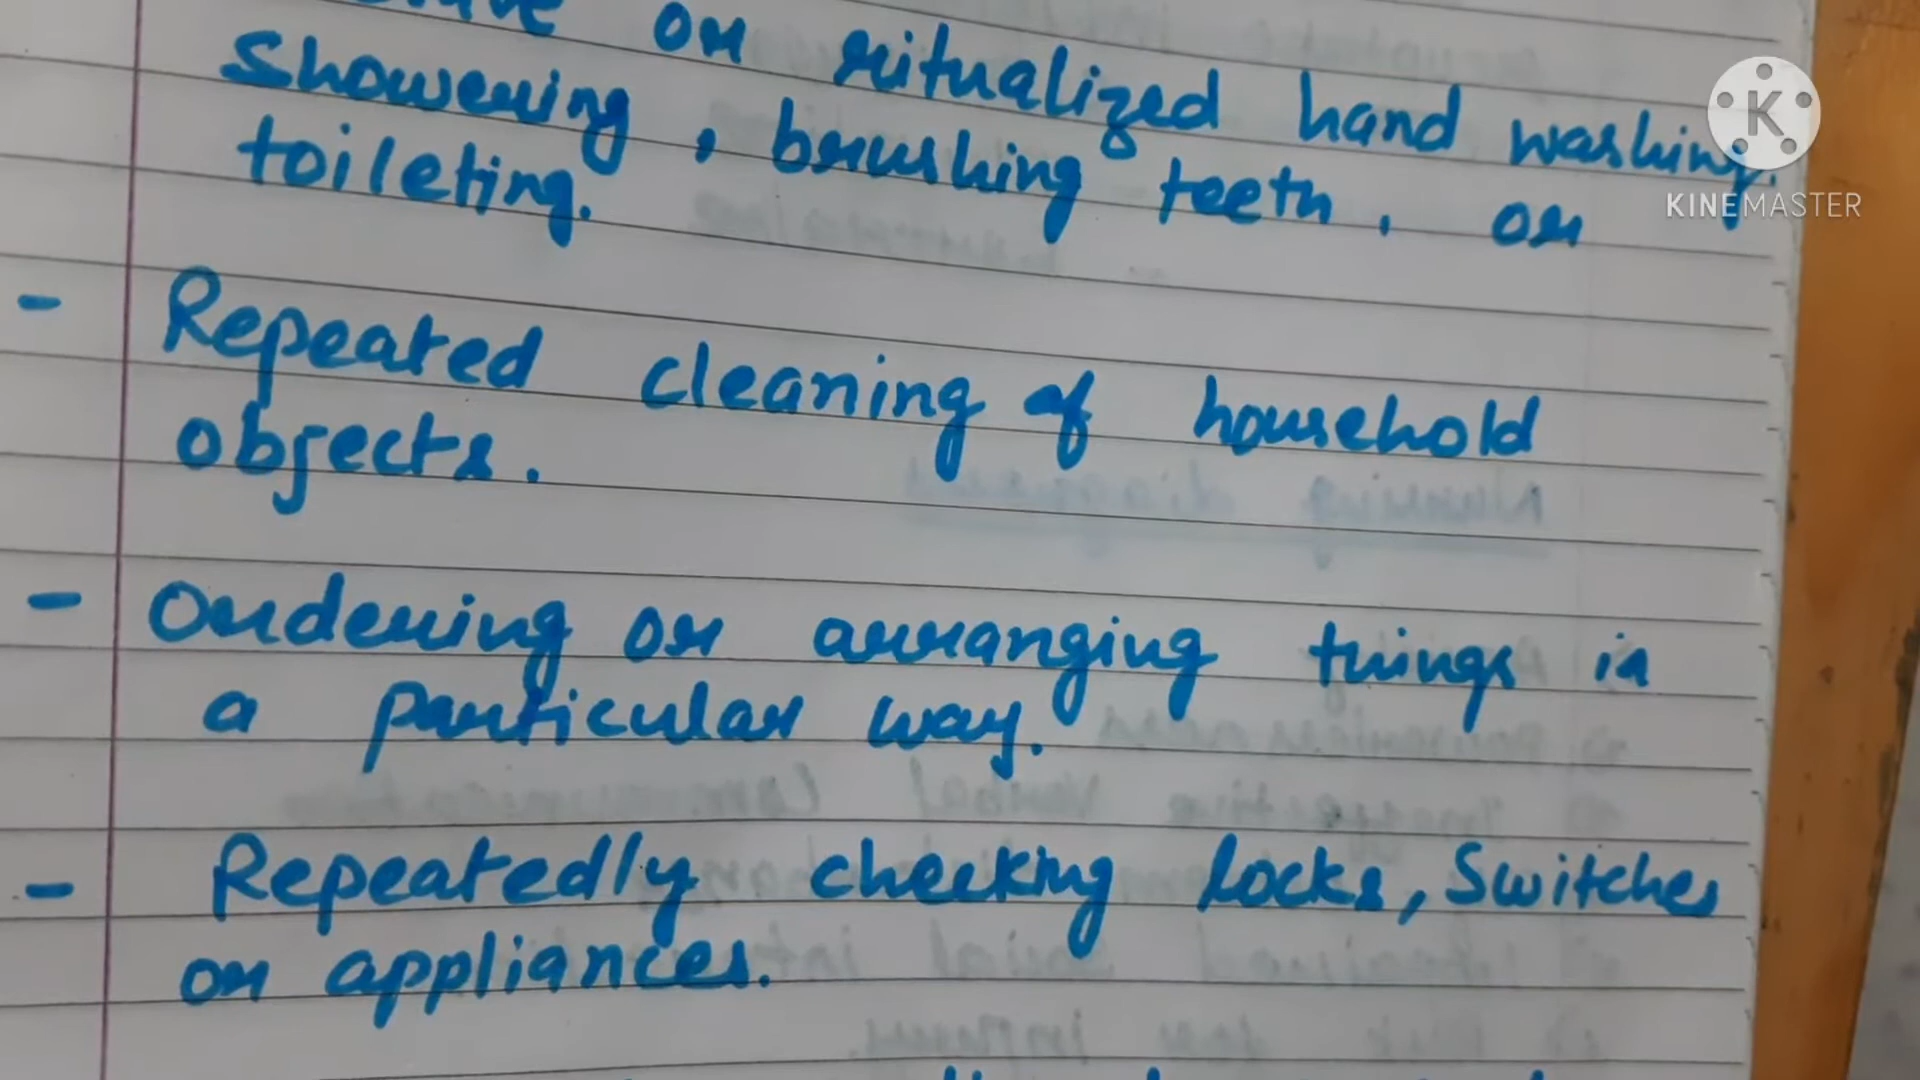 or ritualized hand washing,
showering, brushing teeth, or
toileting.
- Repeated cleaning of household
objects.
- Ordering or arranging things in
a particular way.
- Repeatedly checking locks, switches
or appliances.
KINEMASTER